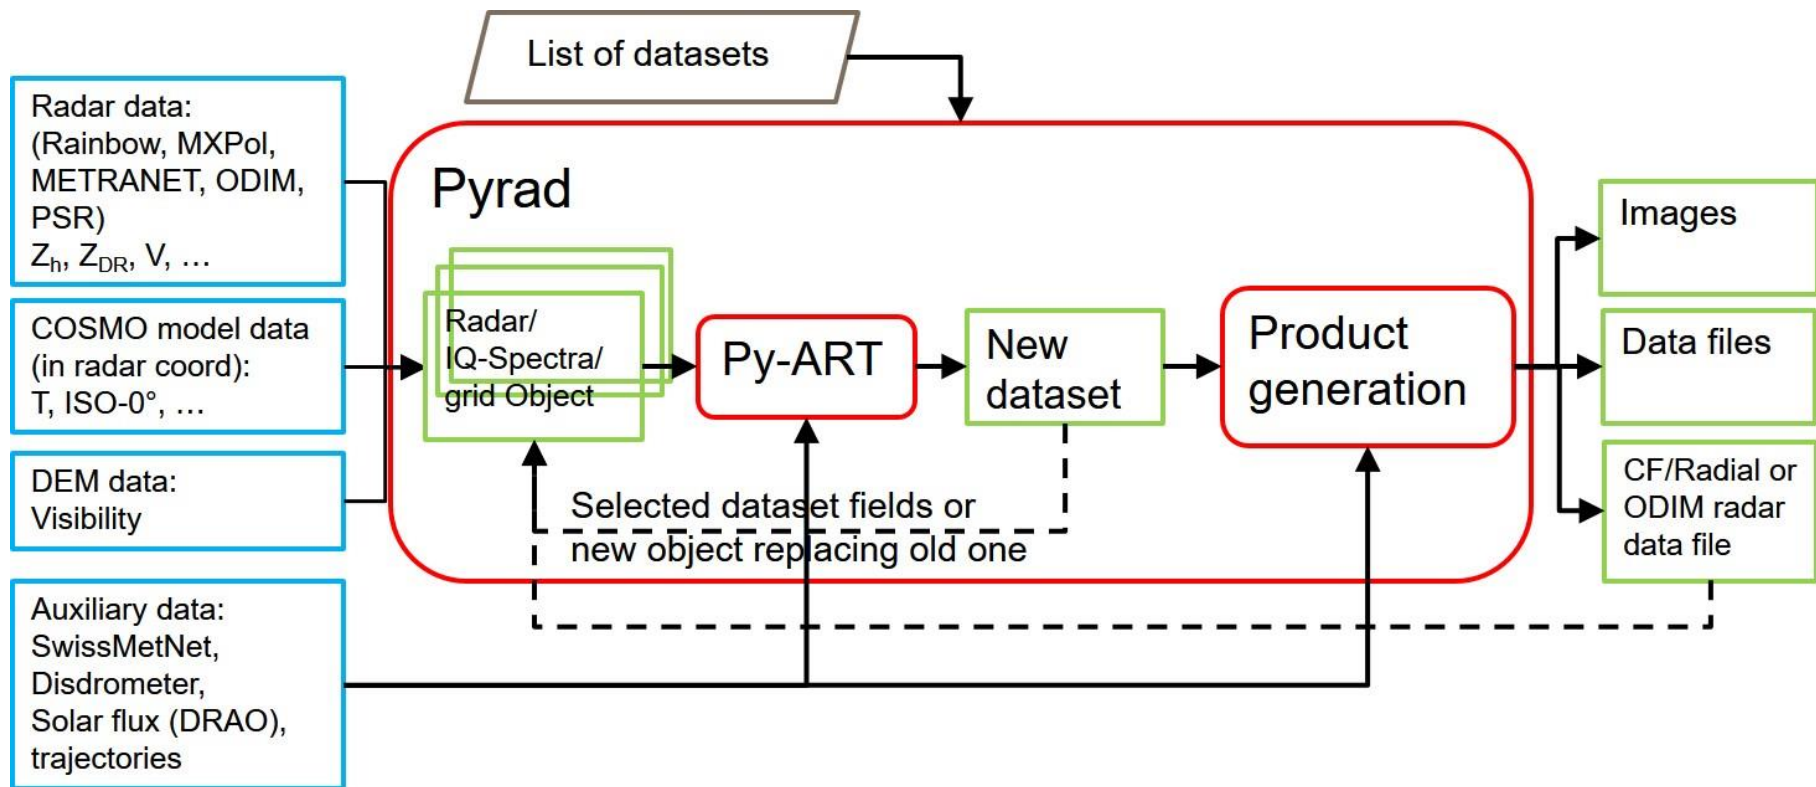 List of datasets
Radar data:
(Rainbow, MXPol,
METRANET, ODIM,
PSR)
Zh, ZDR, V, …
COSMO model data
(in radar coord):
T, ISO-0°, …
DEM data:
Visibility
Auxiliary data:
SwissMetNet,
Disdrometer,
Solar flux (DRAO),
trajectories
Pyrad
Radar/
IQ-Spectra/
grid Object
Py-ART
New
dataset
Product
generation
Selected dataset fields or
new object replacing old one
Images
Data files
CF/Radial or
ODIM radar
data file